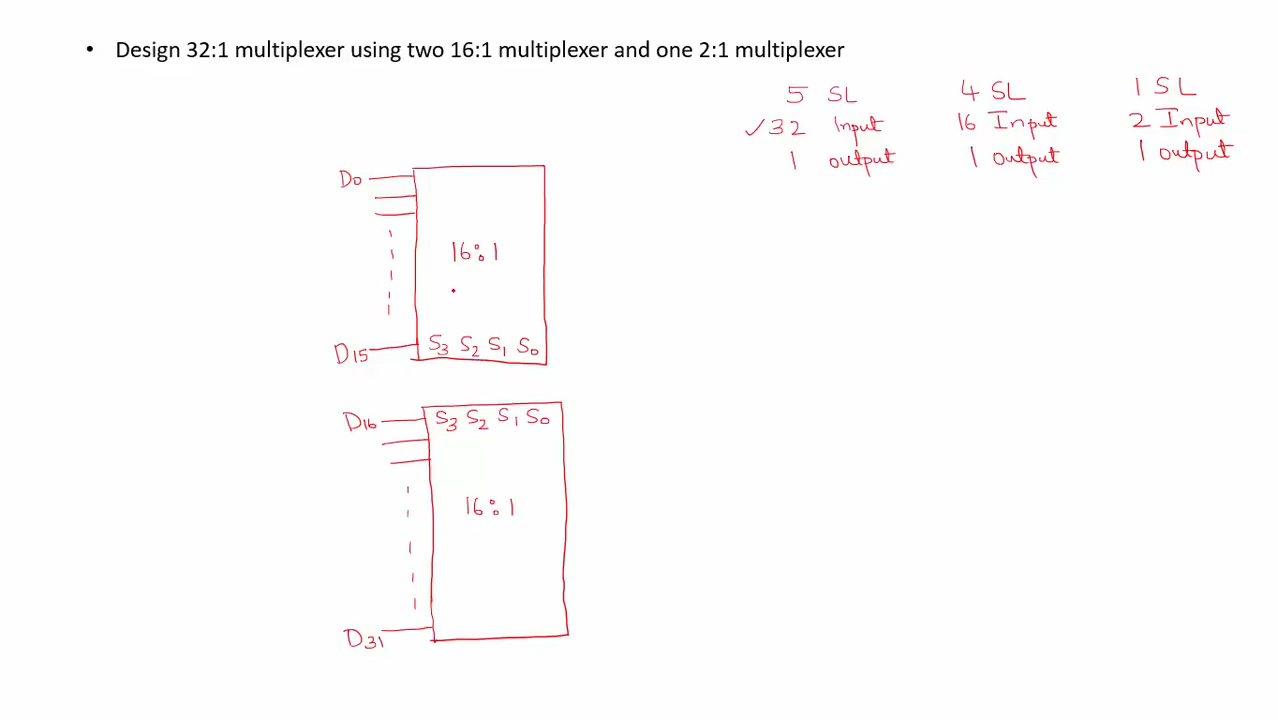 • Design 32:1 multiplexer using two 16:1 multiplexer and one 2:1 multiplexer
5 SL 4 SL 1 SL
✓32 Input 16 Input 2 Input
1 output 1 output 1 output
D0
16:1
D15 S3 S2 S1 S0
D16 S3 S2 S1 S0
16:1
D31